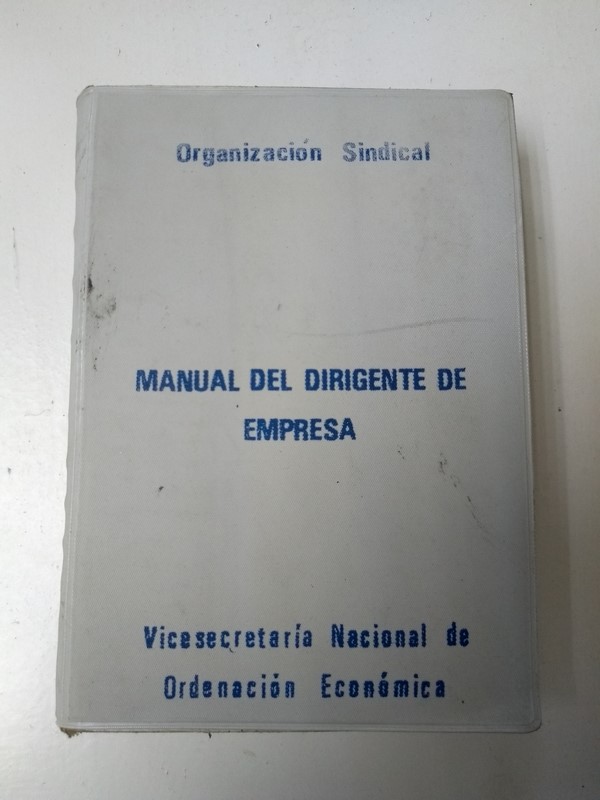 Organización Sindical
MANUAL DEL DIRIGENTE DE
EMPRESA
Vicesecretaría Nacional de
Ordenación Económica